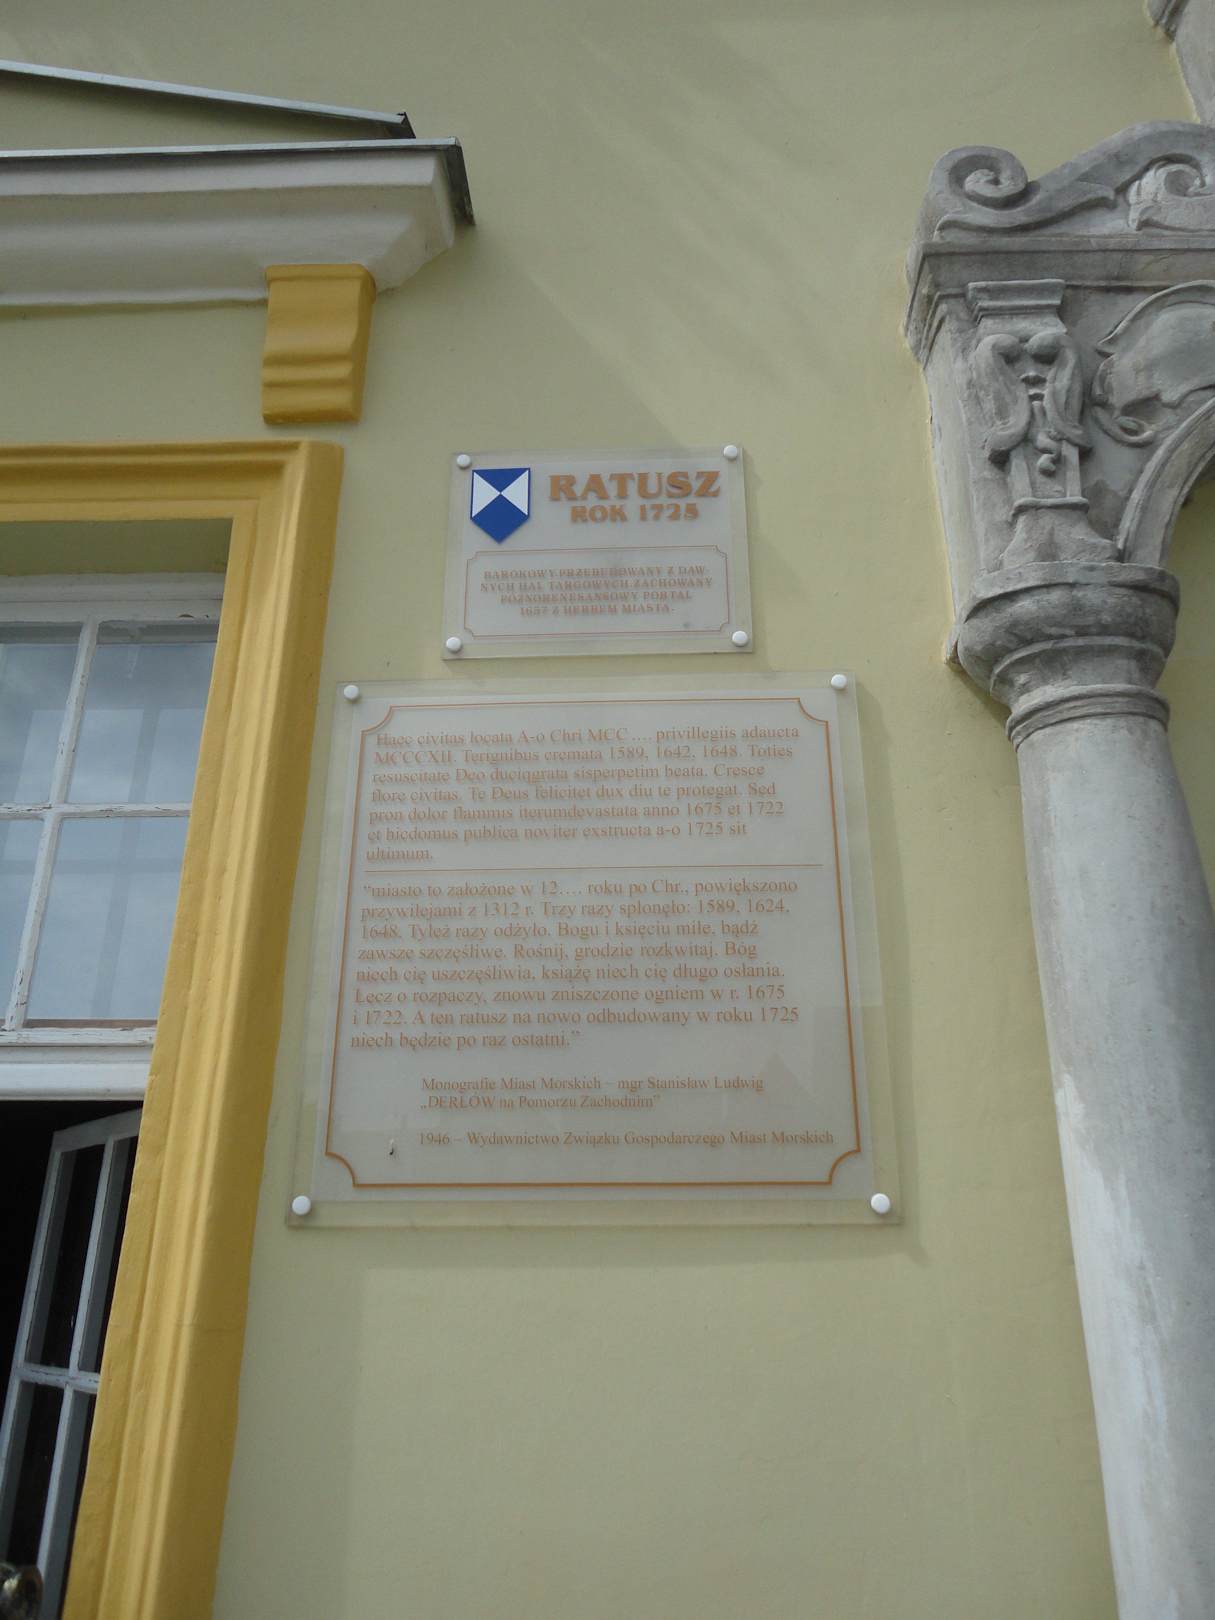 RATUSZ
ROK 1725
BAROKOWY PRZEBUDOWANY Z DAW-
NYCH HAL TARGOWYCH ZACHOWANY
PÓŹNORENESANSOWY PORTAL
1657 Z HERBEM MIASTA.
Haec civitas locata A-o Chri MCC .... privillegiis adaucta
MCCCXII. Terignibus cremata 1589, 1642, 1648. Toties
resuscitate Deo duciqgrata sisperpetim beata. Cresce
flore civitas. Te Deus felicitet dux diu te protegat. Sed
pron dolor flammis iterumdevastata anno 1675 et 1722
et hicdomus publica noviter exstructa a-o 1725 sit
ultimum.
"miasto to założone w 12.... roku po Chr., powiększono
przywilejami z 1312 r. Trzy razy spłonęło: 1589, 1624,
1648. Tyleż razy odżyło. Bogu i księciu miłe, bądź
zawsze szczęśliwe. Rośnij, grodzie rozkwitaj. Bóg
niech cię uszczęśliwia, książę niech cię długo osłania.
Lecz o rozpaczy, znowu zniszczone ogniem w r. 1675
i 1722. A ten ratusz na nowo odbudowany w roku 1725
niech będzie po raz ostatni."
Monografie Miast Morskich – mgr Stanisław Ludwig
„DERŁÓW na Pomorzu Zachodnim"
1946 – Wydawnictwo Związku Gospodarczego Miast Morskich